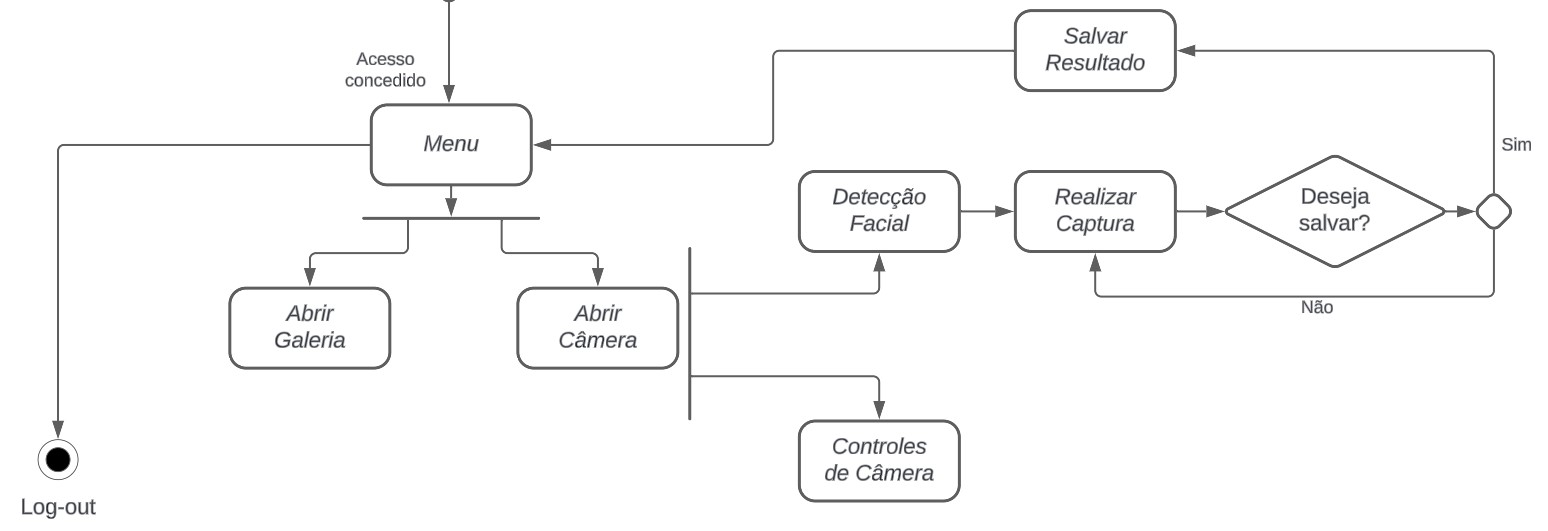 Salvar
Resultado
Acesso
concedido
Menu
Sim
Detecção
Facial
Realizar
Captura
Deseja
salvar?
Não
Abrir
Galeria
Abrir
Câmera
Controles
de Câmera
Log-out